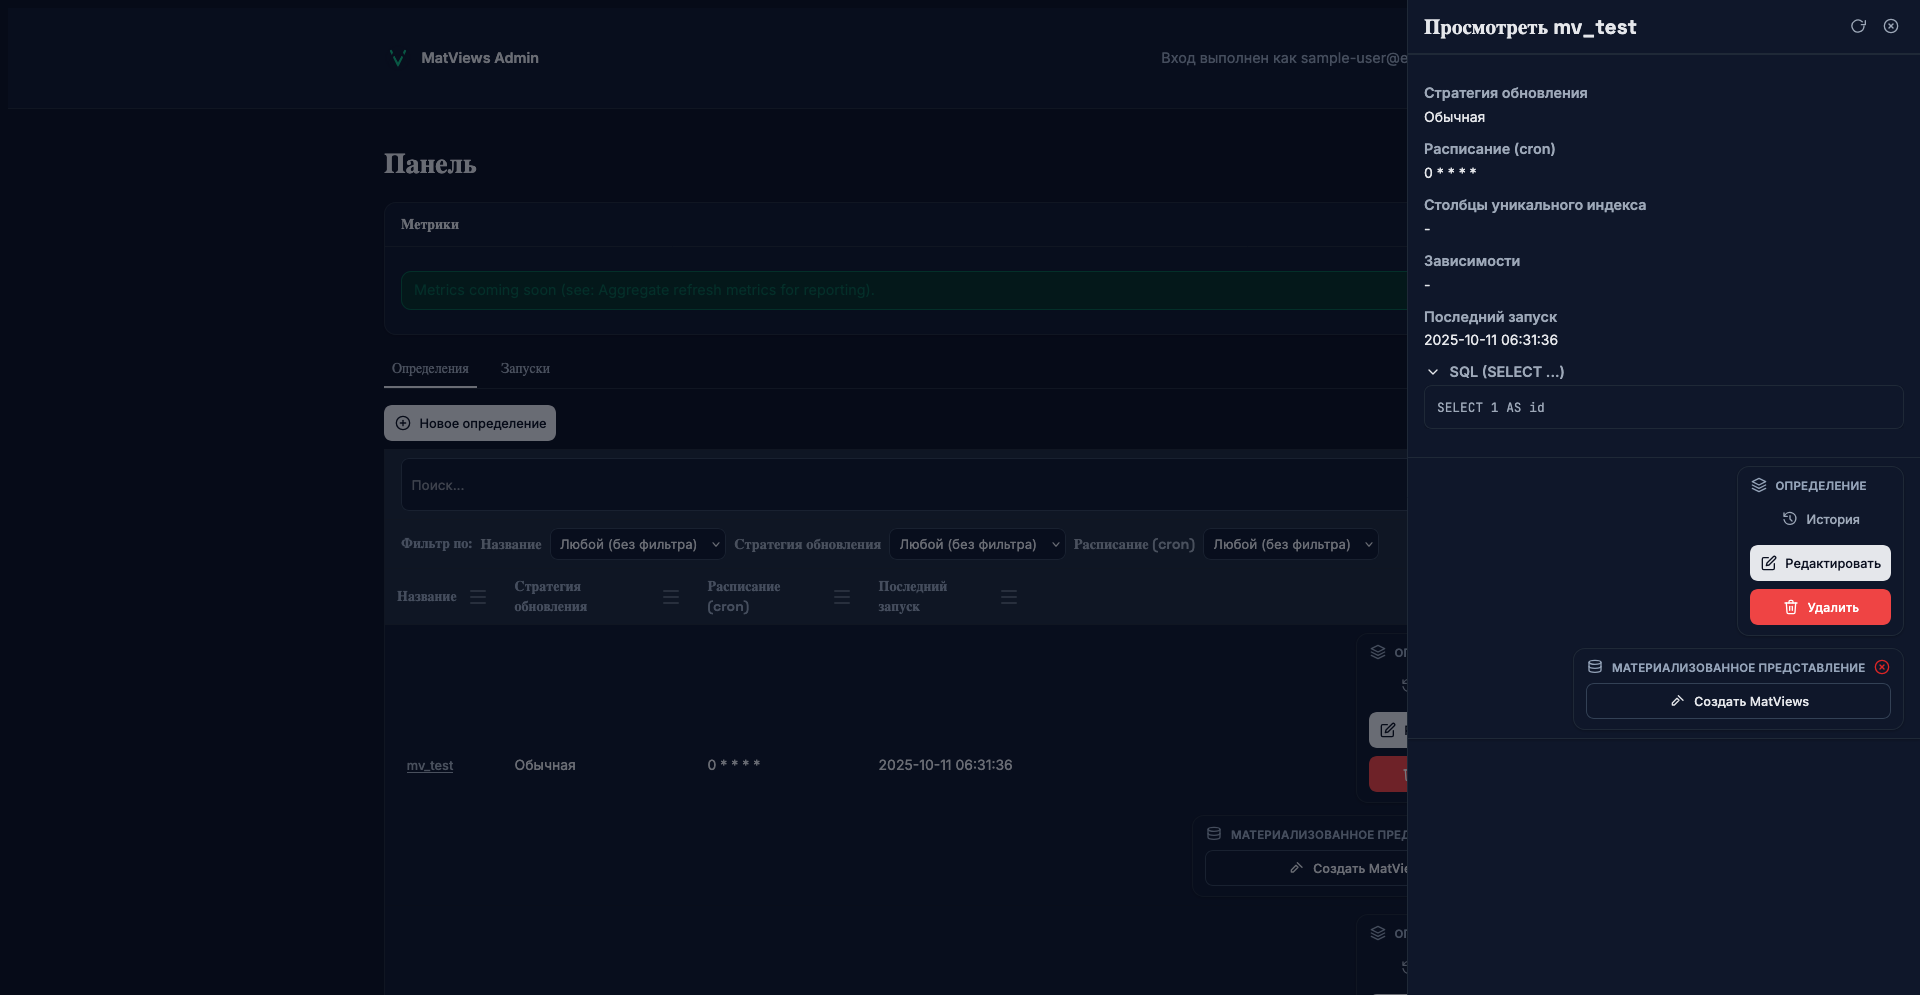 MatViews Admin
Вход выполнен как sample-user@e
Панель
Метрики
Metrics coming soon (see: Aggregate refresh metrics for reporting).
Определения
Запуски
Новое определение
Поиск...
Фильтр по:
Название
Любой (без фильтра)
Стратегия обновления
Любой (без фильтра)
Расписание (cron)
Любой (без фильтра)
Название
Стратегия
обновления
Расписание
(cron)
Последний
запуск
mv_test
Обычная
0 * * * *
2025-10-11 06:31:36
МАТЕРИАЛИЗОВАННОЕ ПРЕД
Создать MatVie
Просмотреть mv_test
Стратегия обновления
Обычная
Расписание (cron)
0 * * * *
Столбцы уникального индекса
-
Зависимости
-
Последний запуск
2025-10-11 06:31:36
SQL (SELECT ...)
SELECT 1 AS id
ОПРЕДЕЛЕНИЕ
История
Редактировать
Удалить
МАТЕРИАЛИЗОВАННОЕ ПРЕДСТАВЛЕНИЕ
Создать MatViews